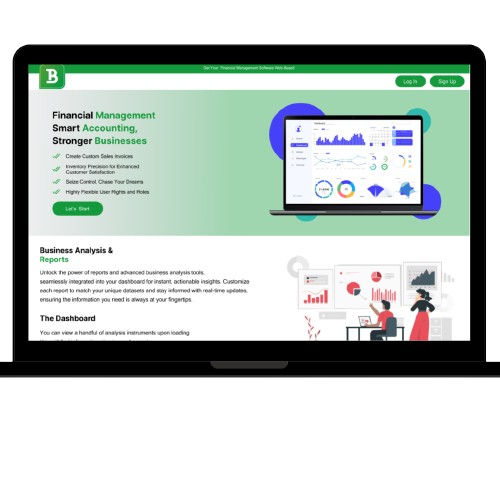 Get Fast Financial Management Software Web Based
B
Log In
Sign Up
Financial Management
Smart Accounting,
Stronger Businesses
Create Custom Sales Invoices
Inventory Precision for Enhanced
Customer Satisfaction
Seize Control, Chase Your Dreams
Highly Flexible User Rights and Roles
Let's Start
Business Analysis &
Reports
Unlock the power of reports and advanced business analysis tools,
seamlessly integrated into your dashboard for instant, actionable insights. Customize
each report to match your unique datasets and stay informed with real-time updates,
ensuring the information you need is always at your fingertips.
The Dashboard
You can view a handful of analysis instruments upon loading